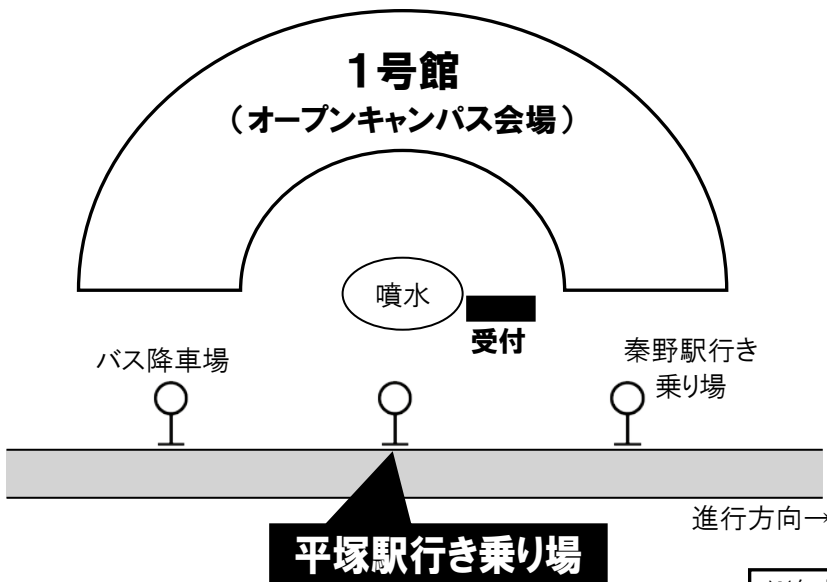 １号館
（オープンキャンパス会場）
噴水
受付
バス降車場
秦野駅行き
乗り場
進行方向→
平塚駅行き乗り場